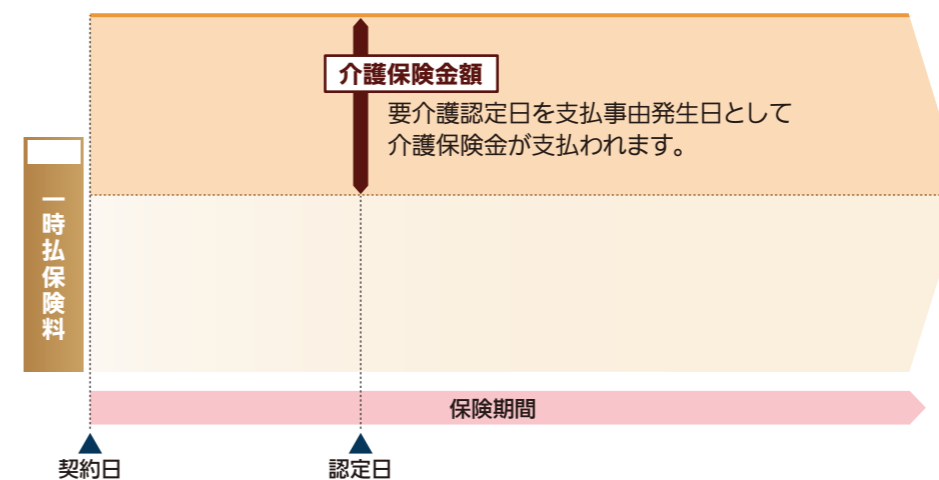 介護保険金額
要介護認定日を支払事由発生日として
介護保険金が支払われます。
一時払保険料
保険期間
契約日
認定日